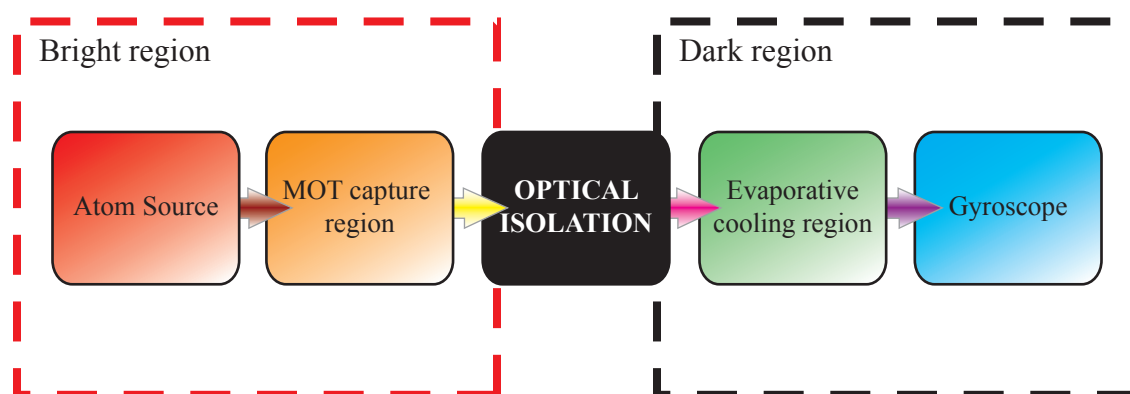 Bright region
Dark region
Atom Source
MOT capture
region
OPTICAL
ISOLATION
Evaporative
cooling region
Gyroscope